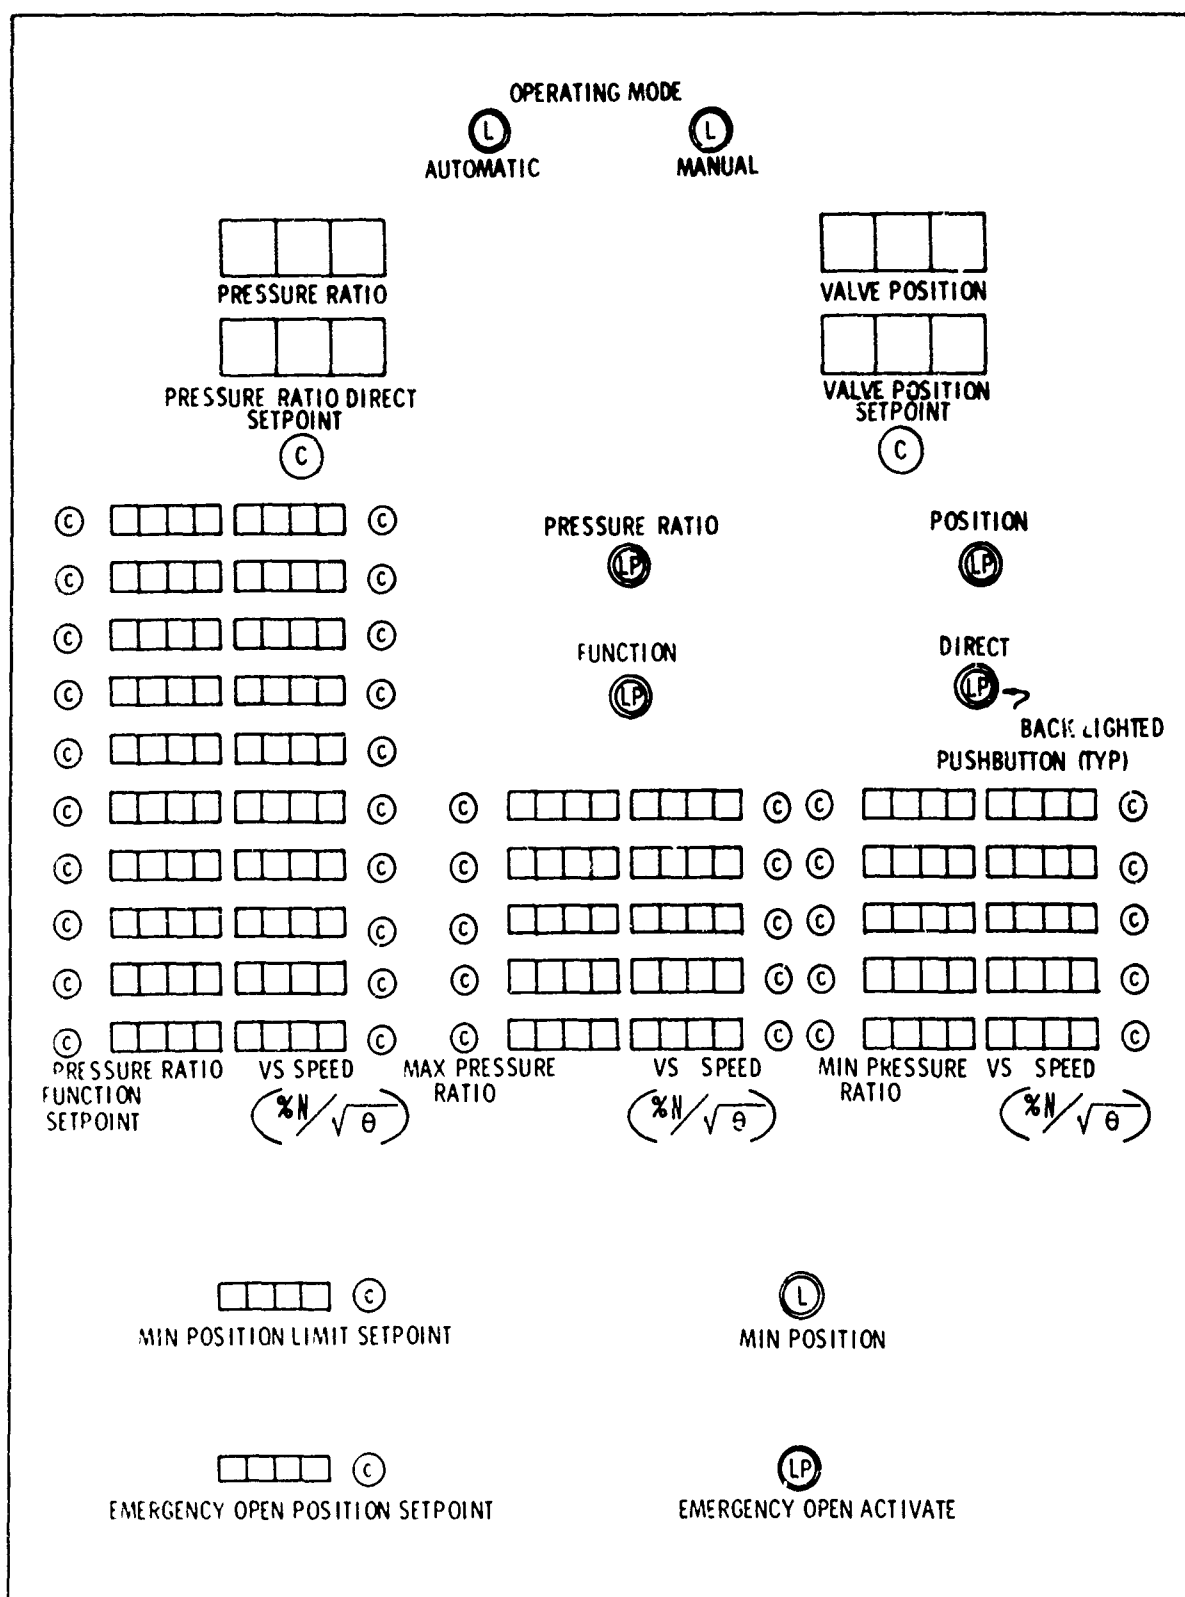 OPERATING MODE
L L
AUTOMATIC MANUAL
PRESSURE RATIO VALVE POSITION
PRESSURE RATIO DIRECT
SETPOINT
C
VALVE POSITION
SETPOINT
C
C C
C C
C C
C C
C C
C C
C C
C C
C C
C C
PRESSURE RATIO VS SPEED
FUNCTION
SETPOINT
(%N/√θ)
PRESSURE RATIO POSITION
LP LP
FUNCTION DIRECT
LP LP
BACK LIGHTED
PUSHBUTTON (TYP)
C C C C
C C C C
C C C C
C C C C
C C C C
MAX PRESSURE VS SPEED
RATIO
(%N/√θ)
MIN PRESSURE VS SPEED
RATIO
(%N/√θ)
C L
MIN POSITION LIMIT SETPOINT MIN POSITION
C LP
EMERGENCY OPEN POSITION SETPOINT EMERGENCY OPEN ACTIVATE